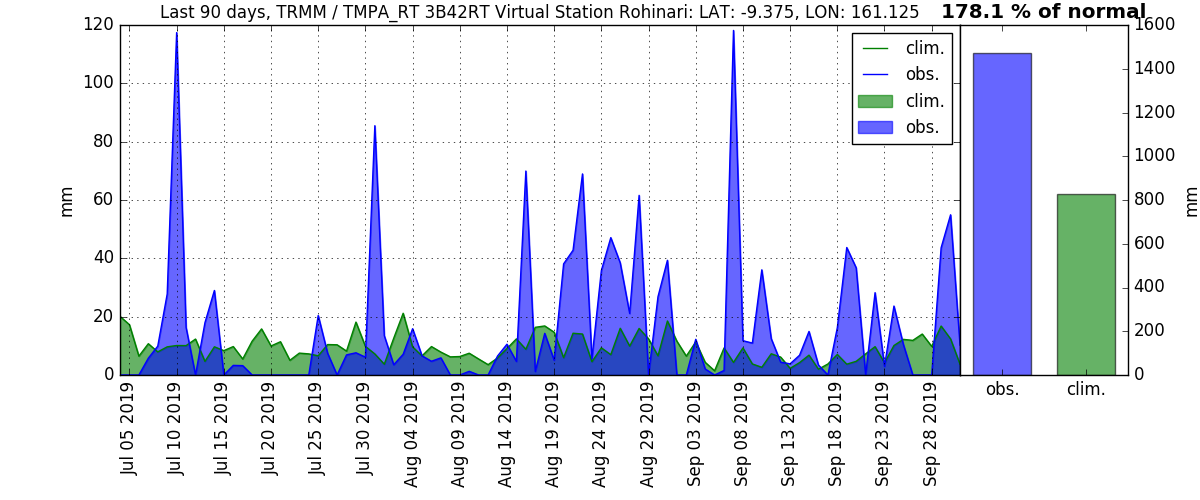 Last 90 days, TRMM / TMPA_RT 3B42RT Virtual Station Rohinari: LAT: -9.375, LON: 161.125
178.1 % of normal
120
100
80
60
40
20
0
mm
clim.
obs.
clim.
obs.
1600
1400
1200
1000
800
600
400
200
0
mm
obs.
clim.
Jul 05 2019
Jul 10 2019
Jul 15 2019
Jul 20 2019
Jul 25 2019
Jul 30 2019
Aug 04 2019
Aug 09 2019
Aug 14 2019
Aug 19 2019
Aug 24 2019
Aug 29 2019
Sep 03 2019
Sep 08 2019
Sep 13 2019
Sep 18 2019
Sep 23 2019
Sep 28 2019